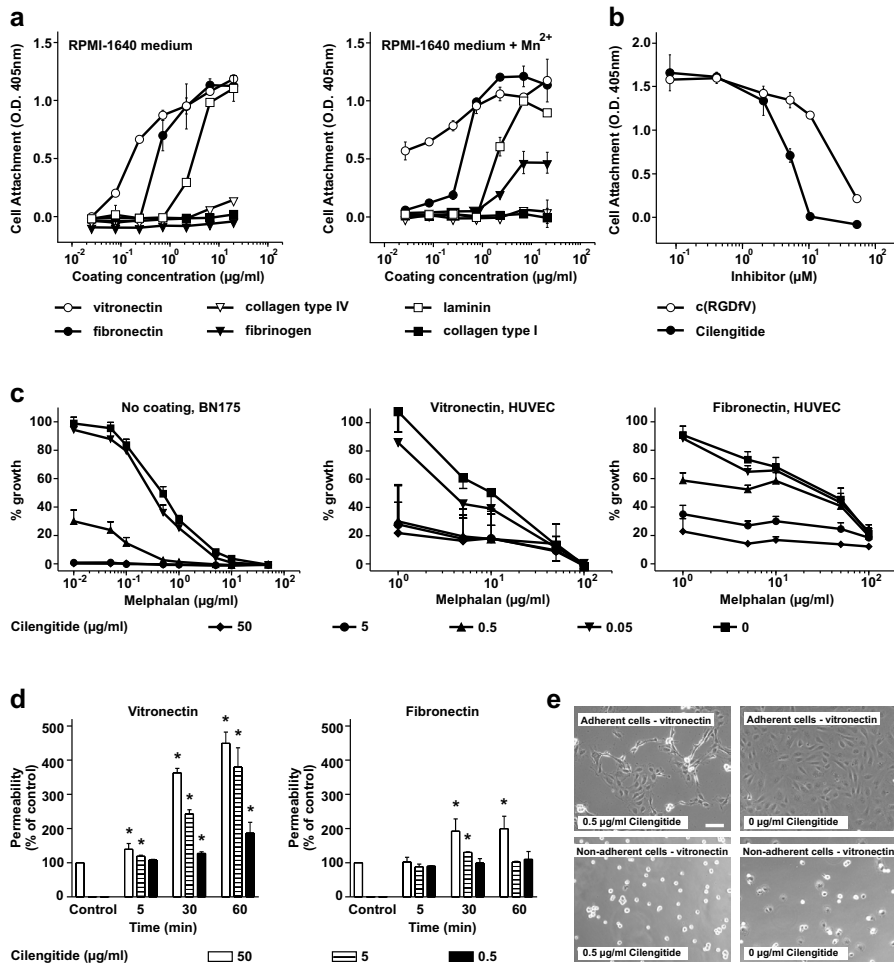 a
RPMI-1640 medium
1.5
1.0
0.5
0.0
Cell Attachment (O.D. 405nm)
10-2 10-1 100 101 102
Coating concentration (µg/ml)
RPMI-1640 medium + Mn2+
1.5
1.0
0.5
0.0
Cell Attachment (O.D. 405nm)
10-2 10-1 100 101 102
Coating concentration (µg/ml)
vitronectin
fibronectin
collagen type IV
fibrinogen
laminin
collagen type I
b
2.0
1.5
1.0
0.5
0.0
Cell Attachment (O.D. 405nm)
10-1 100 101 102
Inhibitor (µM)
c(RGDfV)
Cilengitide
c
No coating, BN175
100
80
60
40
20
0
% growth
10-2 10-1 100 101 102
Melphalan (µg/ml)
Vitronectin, HUVEC
100
80
60
40
20
0
% growth
100 101 102
Melphalan (µg/ml)
Fibronectin, HUVEC
100
80
60
40
20
0
% growth
100 101 102
Melphalan (µg/ml)
Cilengitide (µg/ml) 50 5 0.5 0.05 0
d
Vitronectin
500
400
300
200
100
0
Permeability
(% of control)
* * * * * * * *
Control 5 30 60
Time (min)
Fibronectin
500
400
300
200
100
0
Permeability
(% of control)
* * *
Control 5 30 60
Time (min)
Cilengitide (µg/ml) 50 5 0.5
e
Adherent cells - vitronectin
0.5 µg/ml Cilengitide
Adherent cells - vitronectin
0 µg/ml Cilengitide
Non-adherent cells - vitronectin
0.5 µg/ml Cilengitide
Non-adherent cells - vitronectin
0 µg/ml Cilengitide